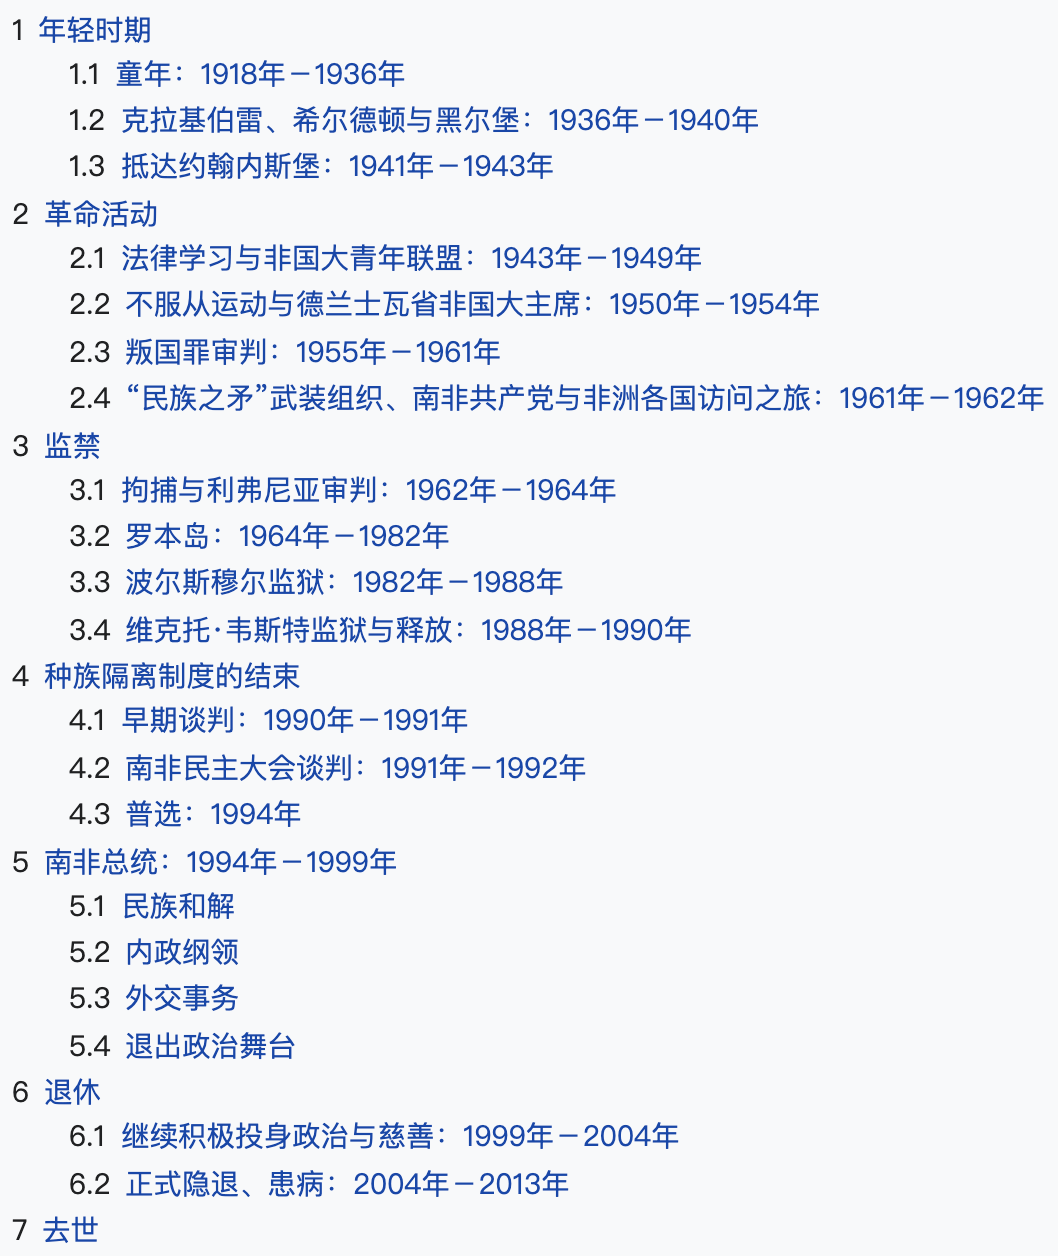 1 年轻时期
1.1 童年：1918年－1936年
1.2 克拉基伯雷、希尔德顿与黑尔堡：1936年－1940年
1.3 抵达约翰内斯堡：1941年－1943年
2 革命活动
2.1 法律学习与非国大青年联盟：1943年－1949年
2.2 不服从运动与德兰士瓦省非国大主席：1950年－1954年
2.3 叛国罪审判：1955年－1961年
2.4 “民族之矛”武装组织、南非共产党与非洲各国访问之旅：1961年－1962年
3 监禁
3.1 拘捕与利弗尼亚审判：1962年－1964年
3.2 罗本岛：1964年－1982年
3.3 波尔斯穆尔监狱：1982年－1988年
3.4 维克托·韦斯特监狱与释放：1988年－1990年
4 种族隔离制度的结束
4.1 早期谈判：1990年－1991年
4.2 南非民主大会谈判：1991年－1992年
4.3 普选：1994年
5 南非总统：1994年－1999年
5.1 民族和解
5.2 内政纲领
5.3 外交事务
5.4 退出政治舞台
6 退休
6.1 继续积极投身政治与慈善：1999年－2004年
6.2 正式隐退、患病：2004年－2013年
7 去世